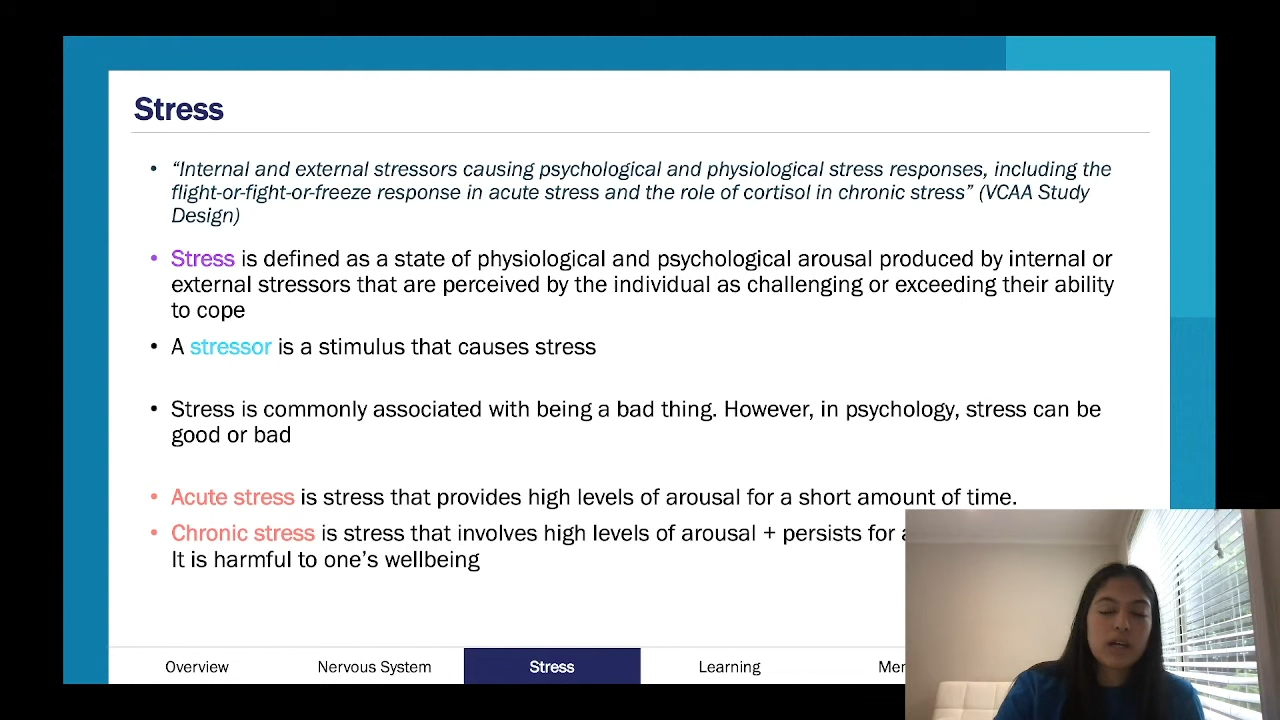 Stress
• “Internal and external stressors causing psychological and physiological stress responses, including the
flight-or-fight-or-freeze response in acute stress and the role of cortisol in chronic stress” (VCAA Study
Design)
• Stress is defined as a state of physiological and psychological arousal produced by internal or
external stressors that are perceived by the individual as challenging or exceeding their ability
to cope
• A stressor is a stimulus that causes stress
• Stress is commonly associated with being a bad thing. However, in psychology, stress can be
good or bad
• Acute stress is stress that provides high levels of arousal for a short amount of time.
• Chronic stress is stress that involves high levels of arousal + persists for
It is harmful to one’s wellbeing
Overview Nervous System Stress Learning